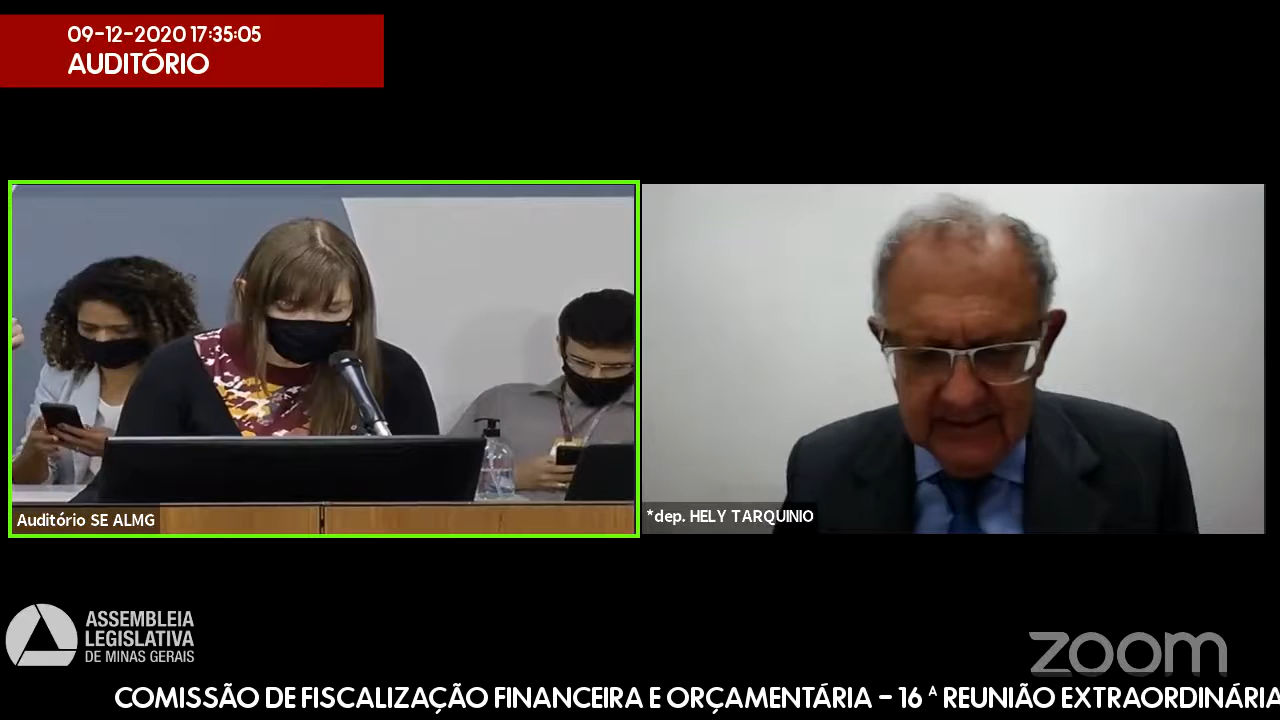 09-12-2020 17:35:05
AUDITÓRIO
Auditório SE ALMG
*dep. HELY TARQUINIO
ASSEMBLEIA
LEGISLATIVA
DE MINAS GERAIS
zoom
COMISSÃO DE FISCALIZAÇÃO FINANCEIRA E ORÇAMENTÁRIA - 16 ª REUNIÃO EXTRAORDINÁRIA